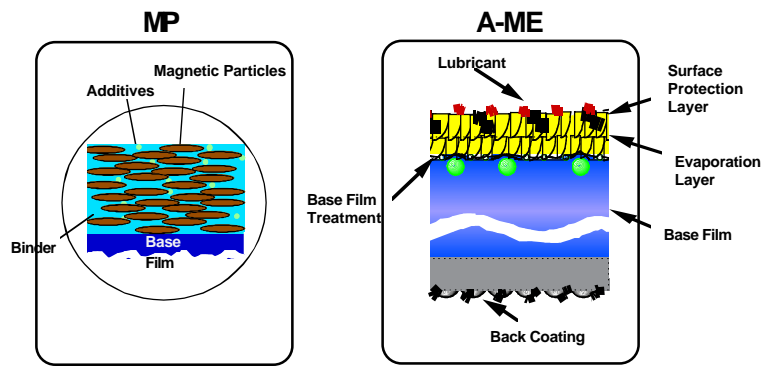 MP
A-ME
Magnetic Particles
Additives
Binder
Base
Film
Lubricant
Surface
Protection
Layer
Evaporation
Layer
Base Film
Treatment
Base Film
Back Coating